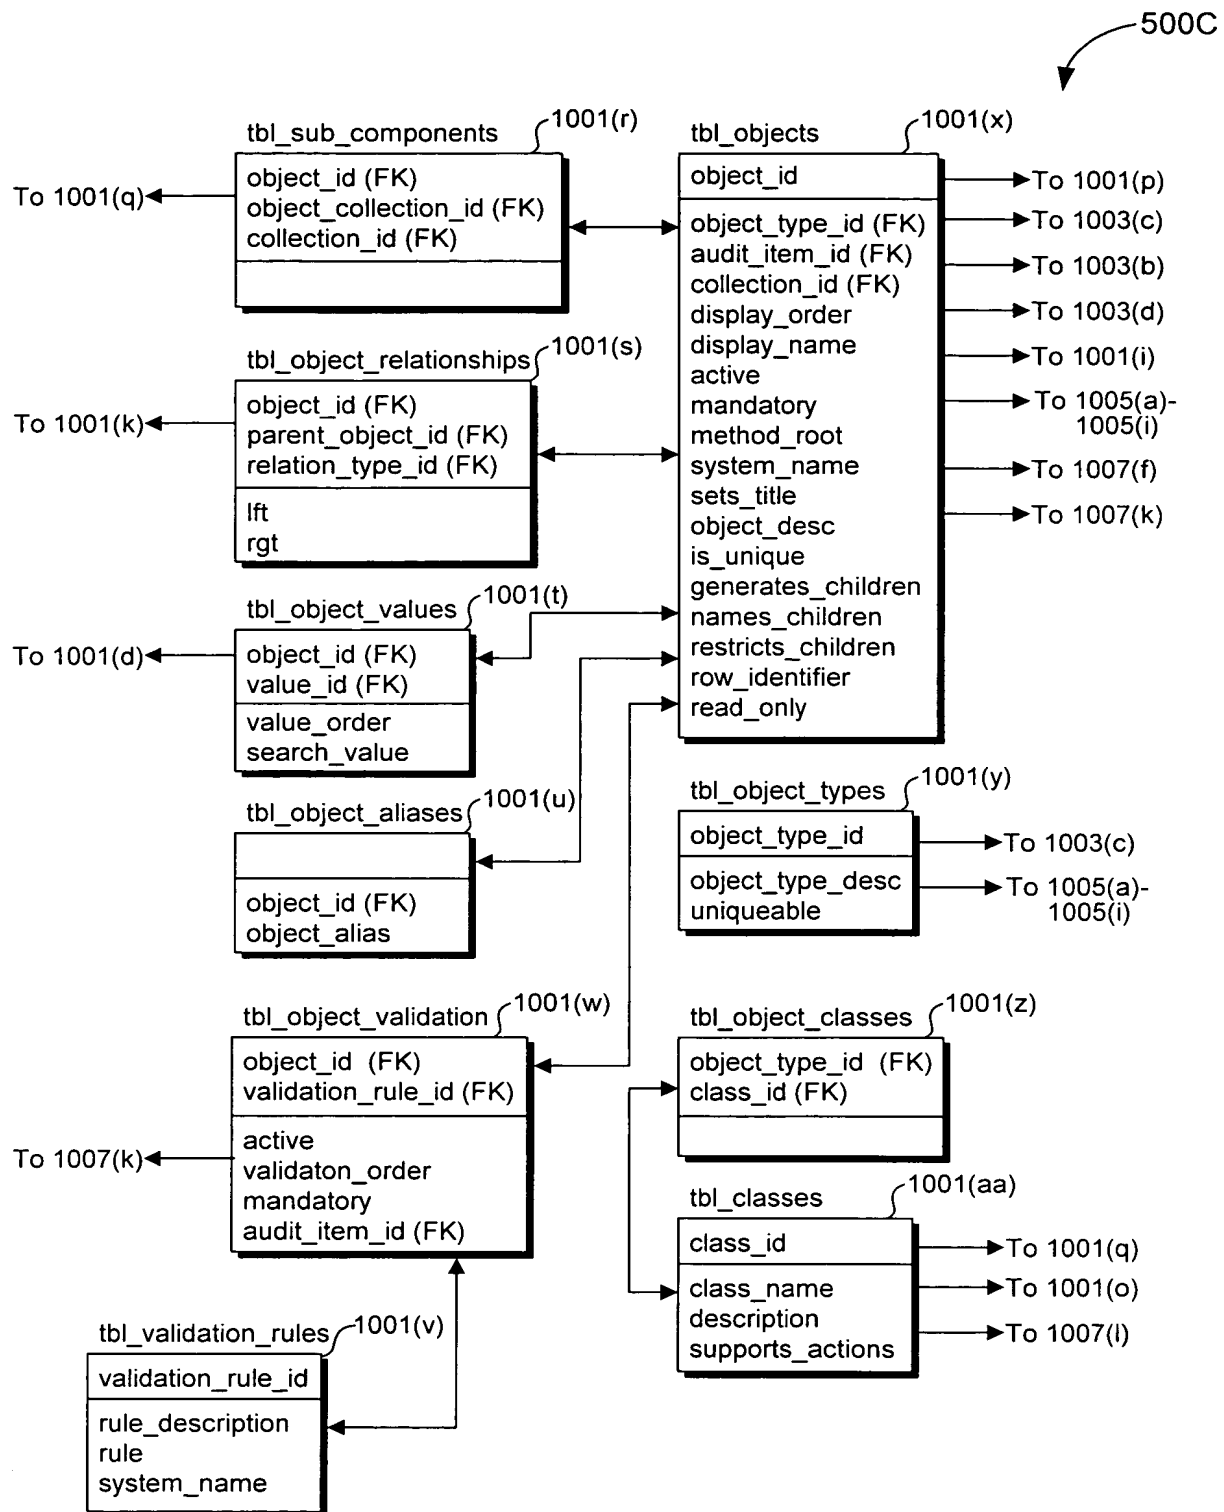 500C
tbl_sub_components
1001(r)
object_id (FK)
object_collection_id (FK)
collection_id (FK)
To 1001(q)
tbl_objects
1001(x)
object_id
object_type_id (FK)
audit_item_id (FK)
collection_id (FK)
display_order
display_name
active
mandatory
method_root
system_name
sets_title
object_desc
is_unique
generates_children
names_children
restricts_children
row_identifier
read_only
To 1001(p)
To 1003(c)
To 1003(b)
To 1003(d)
To 1001(i)
To 1005(a)-
1005(i)
To 1007(f)
To 1007(k)
tbl_object_relationships
1001(s)
object_id (FK)
parent_object_id (FK)
relation_type_id (FK)
lft
rgt
To 1001(k)
tbl_object_values
1001(t)
object_id (FK)
value_id (FK)
value_order
search_value
To 1001(d)
tbl_object_aliases
1001(u)
object_id (FK)
object_alias
tbl_object_types
1001(y)
object_type_id
object_type_desc
uniqueable
To 1003(c)
To 1005(a)-
1005(i)
tbl_object_validation
1001(w)
object_id (FK)
validation_rule_id (FK)
active
validaton_order
mandatory
audit_item_id (FK)
To 1007(k)
tbl_object_classes
1001(z)
object_type_id (FK)
class_id (FK)
tbl_classes
1001(aa)
class_id
class_name
description
supports_actions
To 1001(q)
To 1001(o)
To 1007(l)
tbl_validation_rules
1001(v)
validation_rule_id
rule_description
rule
system_name